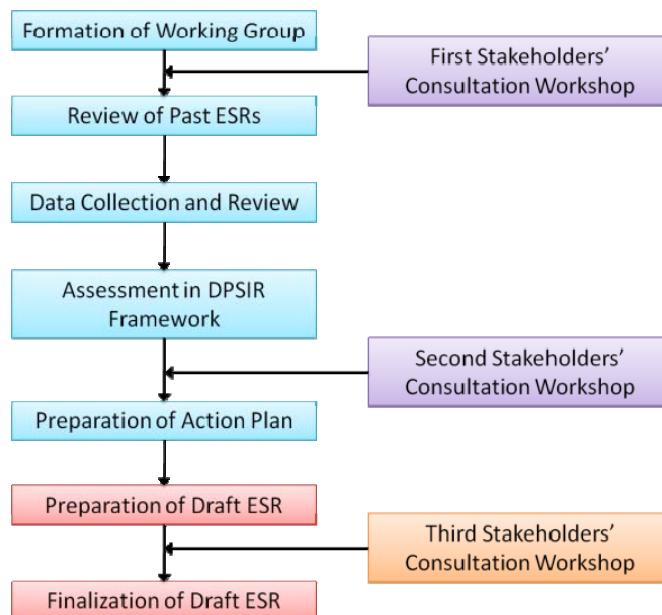 Formation of Working Group
First Stakeholders’
Consultation Workshop
Review of Past ESRs
Data Collection and Review
Assessment in DPSIR
Framework
Second Stakeholders’
Consultation Workshop
Preparation of Action Plan
Preparation of Draft ESR
Third Stakeholders’
Consultation Workshop
Finalization of Draft ESR